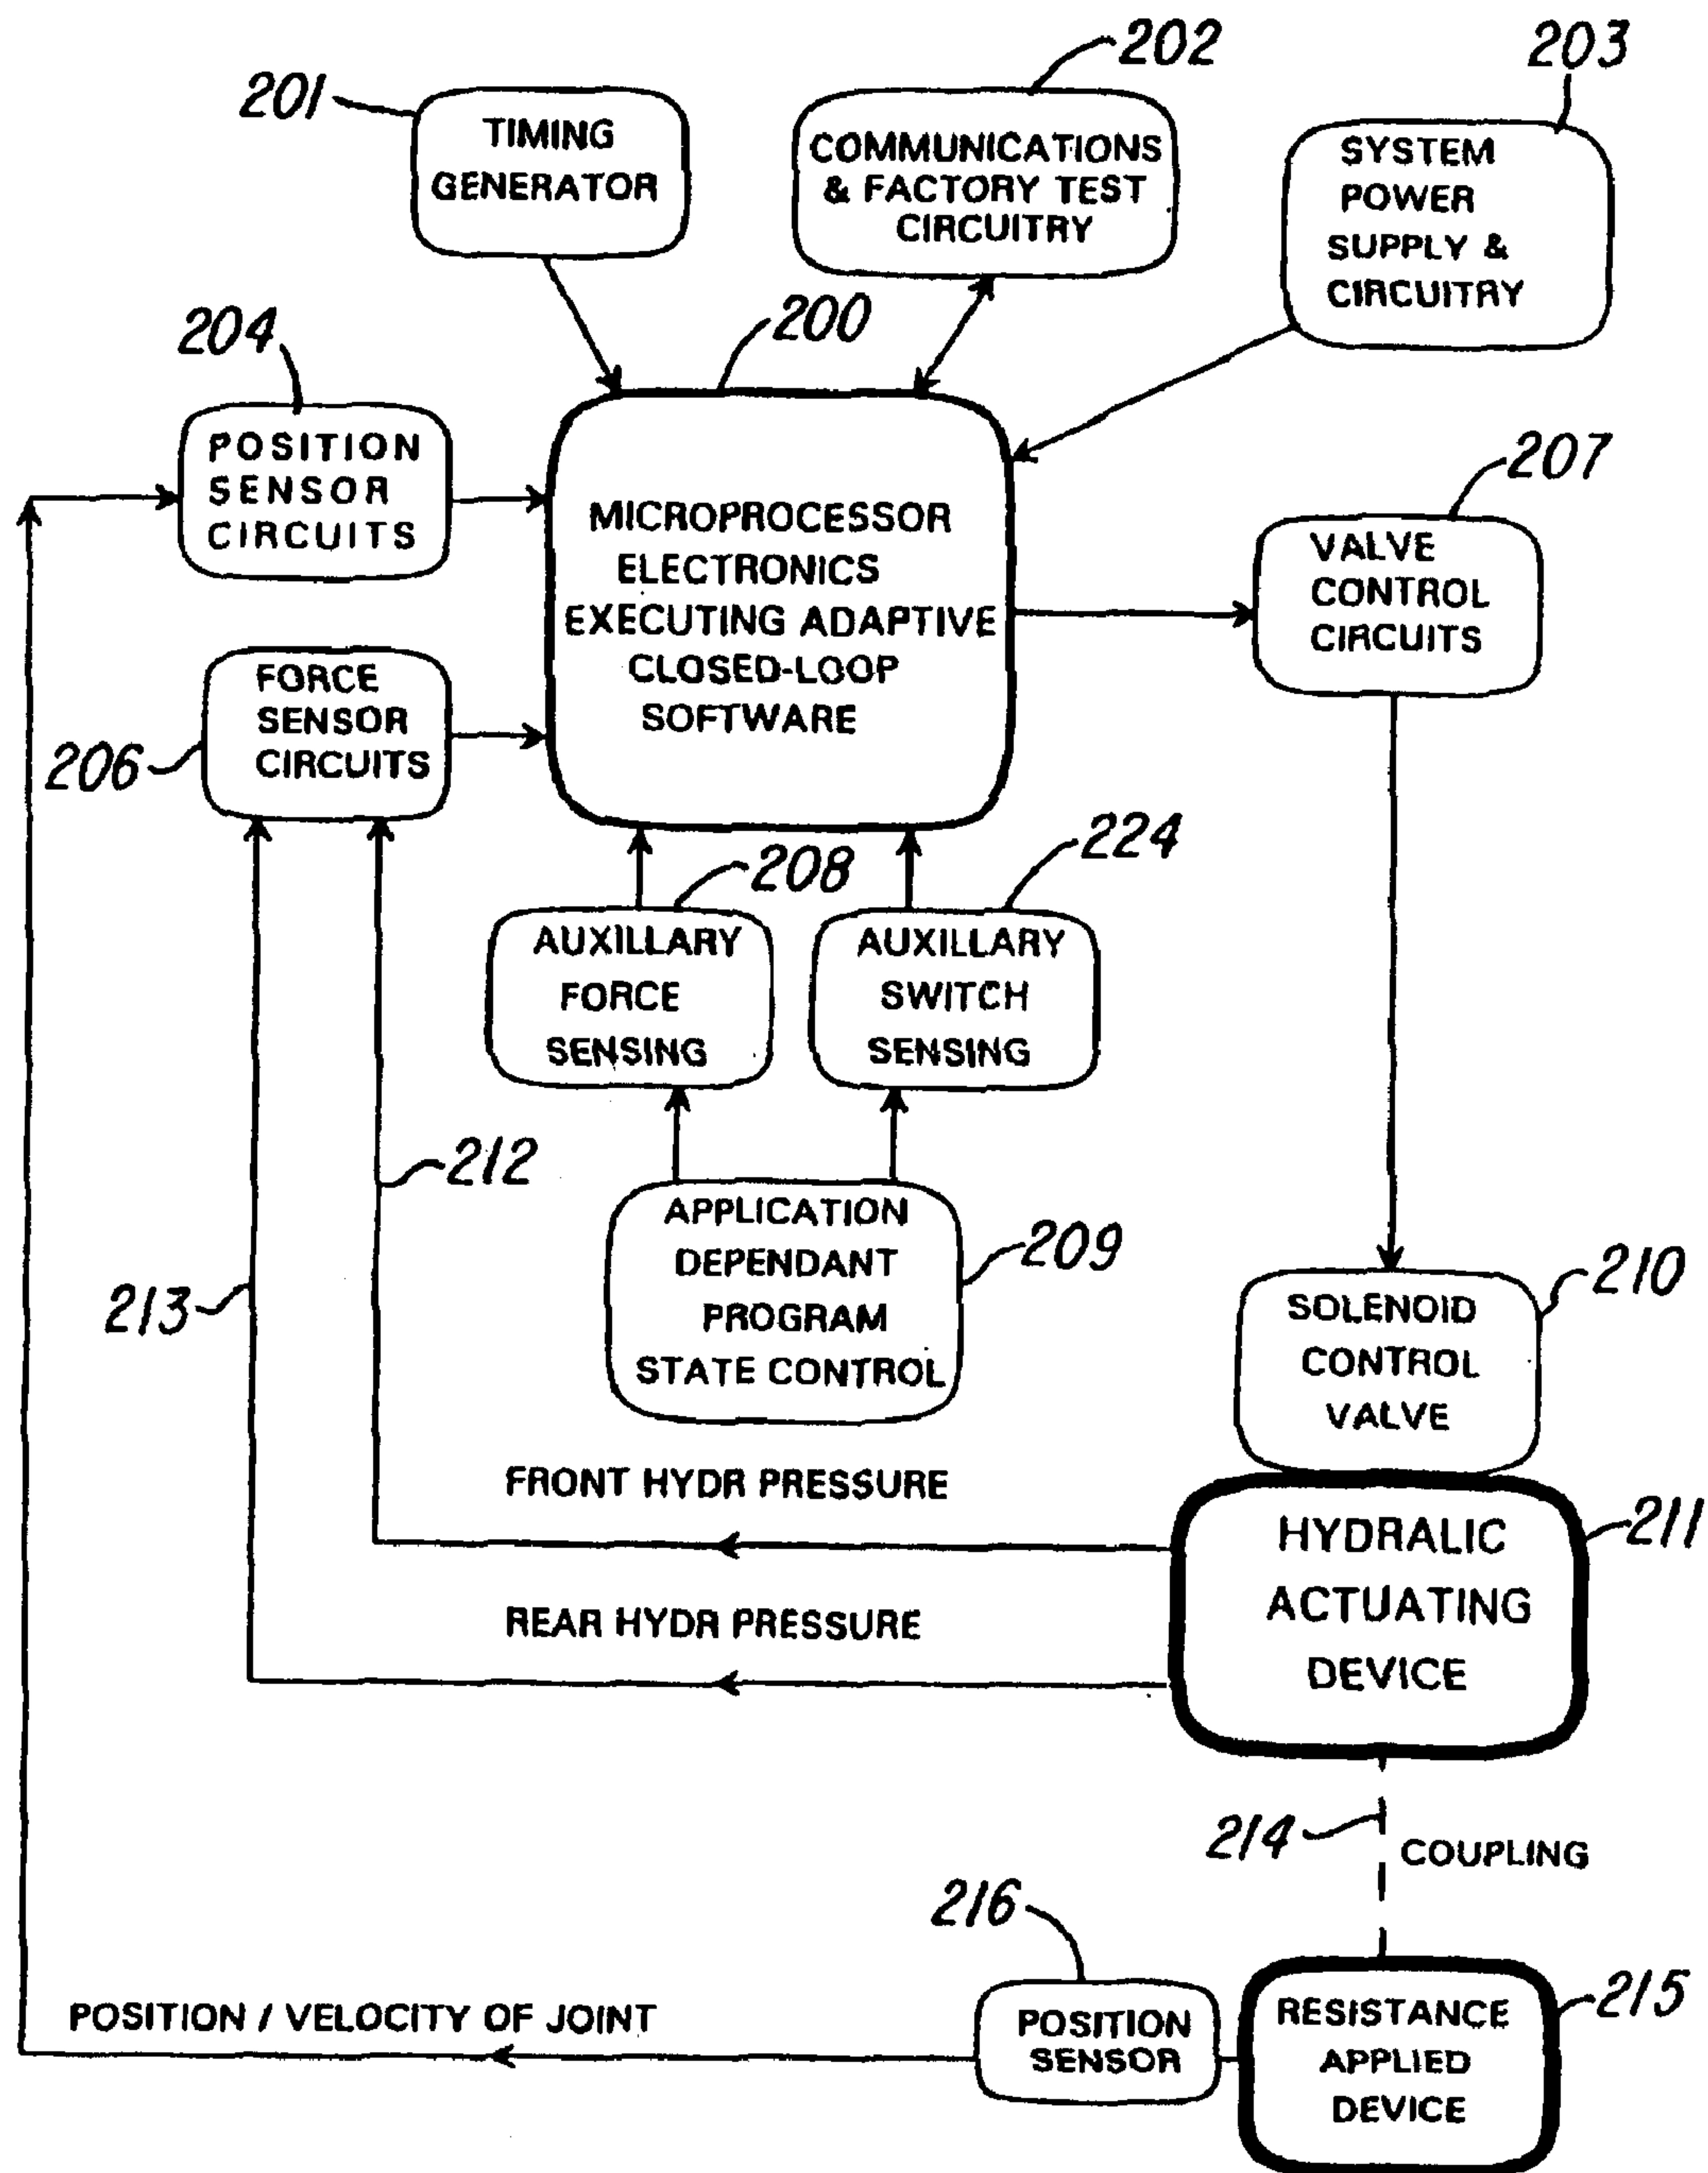 202
203
201
TIMING
GENERATOR
COMMUNICATIONS
& FACTORY TEST
CIRCUITRY
SYSTEM
POWER
SUPPLY &
CIRCUITRY
200
204
POSITION
SENSOR
CIRCUITS
MICROPROCESSOR
ELECTRONICS
EXECUTING ADAPTIVE
CLOSED-LOOP
SOFTWARE
207
VALVE
CONTROL
CIRCUITS
FORCE
SENSOR
CIRCUITS
206
208
224
AUXILLARY
FORCE
SENSING
AUXILLARY
SWITCH
SENSING
212
APPLICATION
DEPENDANT
PROGRAM
STATE CONTROL
209
213
210
SOLENOID
CONTROL
VALVE
FRONT HYDR PRESSURE
211
HYDRALIC
ACTUATING
DEVICE
REAR HYDR PRESSURE
214
COUPLING
216
POSITION / VELOCITY OF JOINT
POSITION
SENSOR
215
RESISTANCE
APPLIED
DEVICE